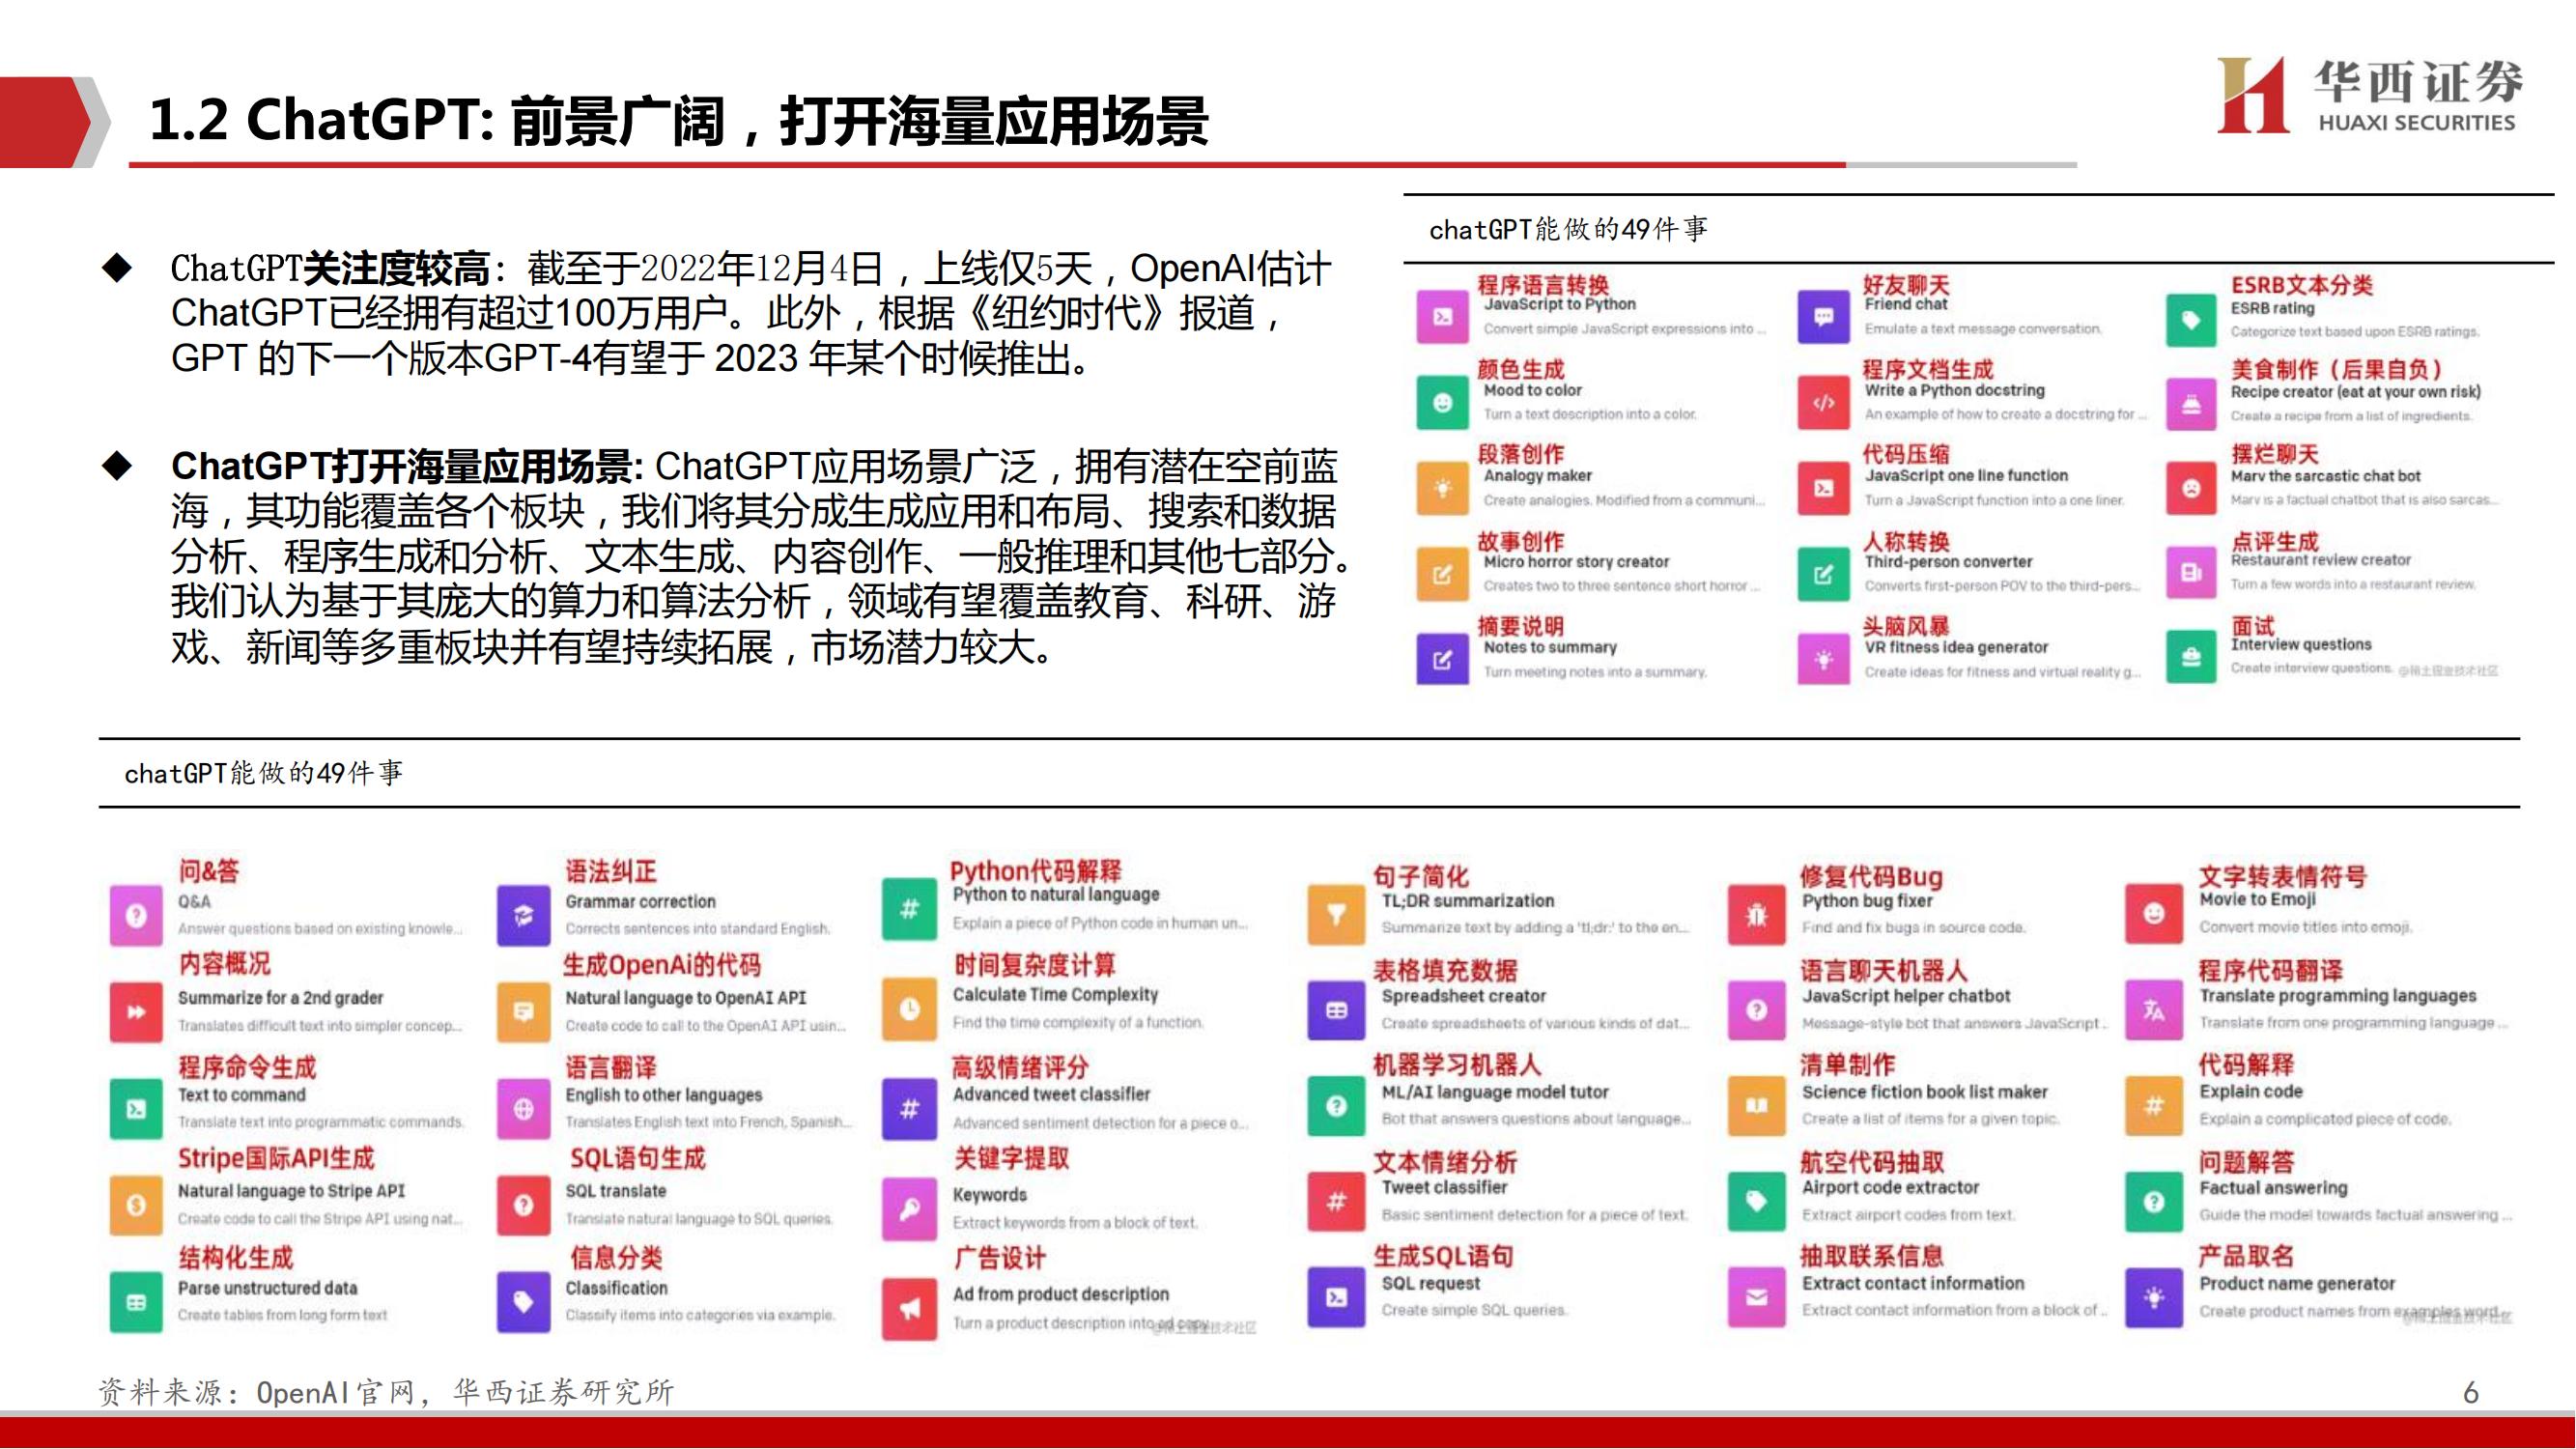 1.2 ChatGPT: 前景广阔，打开海量应用场景
华西证券
HUAXI SECURITIES
◆ ChatGPT关注度较高：截至于2022年12月4日，上线仅5天，OpenAI估计
ChatGPT已经拥有超过100万用户。此外，根据《纽约时代》报道，
GPT 的下一个版本GPT-4有望于 2023 年某个时候推出。
◆ ChatGPT打开海量应用场景: ChatGPT应用场景广泛，拥有潜在空前蓝
海，其功能覆盖各个板块，我们将其分成生成应用和布局、搜索和数据
分析、程序生成和分析、文本生成、内容创作、一般推理和其他七部分。
我们认为基于其庞大的算力和算法分析，领域有望覆盖教育、科研、游
戏、新闻等多重板块并有望持续拓展，市场潜力较大。
chatGPT能做的49件事
程序语言转换
JavaScript to Python
Convert simple JavaScript expressions into ...
好友聊天
Friend chat
Emulate a text message conversation.
ESRB文本分类
ESRB rating
Categorize text based upon ESRB ratings.
颜色生成
Mood to color
Turn a text description into a color.
程序文档生成
Write a Python docstring
An example of how to create a docstring for ...
美食制作（后果自负）
Recipe creator (eat at your own risk)
Create a recipe from a list of ingredients.
段落创作
Analogy maker
Create analogies. Modified from a communi...
代码压缩
JavaScript one line function
Turn a JavaScript function into a one liner.
摆烂聊天
Marv the sarcastic chat bot
Marv is a factual chatbot that is also sarcas...
故事创作
Micro horror story creator
Creates two to three sentence short horror ...
人称转换
Third-person converter
Converts first-person POV to the third-pers...
点评生成
Restaurant review creator
Turn a few words into a restaurant review.
摘要说明
Notes to summary
Turn meeting notes into a summary.
头脑风暴
VR fitness idea generator
Create ideas for fitness and virtual reality g...
面试
Interview questions
Create interview questions.
@稀土掘金技术社区
chatGPT能做的49件事
问&答
Q&A
Answer questions based on existing knowle...
语法纠正
Grammar correction
Corrects sentences into standard English.
Python代码解释
Python to natural language
Explain a piece of Python code in human un...
句子简化
TL;DR summarization
Summarize text by adding a 'tl;dr:' to the en...
修复代码Bug
Python bug fixer
Find and fix bugs in source code.
文字转表情符号
Movie to Emoji
Convert movie titles into emoji.
内容概况
Summarize for a 2nd grader
Translates difficult text into simpler concep...
生成OpenAi的代码
Natural language to OpenAI API
Create code to call to the OpenAI API usin...
时间复杂度计算
Calculate Time Complexity
Find the time complexity of a function.
表格填充数据
Spreadsheet creator
Create spreadsheets of various kinds of dat...
语言聊天机器人
JavaScript helper chatbot
Message-style bot that answers JavaScript ..
程序代码翻译
Translate programming languages
Translate from one programming language ...
程序命令生成
Text to command
Translate text into programmatic commands.
语言翻译
English to other languages
Translates English text into French, Spanish...
高级情绪评分
Advanced tweet classifier
Advanced sentiment detection for a piece o...
机器学习机器人
ML/AI language model tutor
Bot that answers questions about language...
清单制作
Science fiction book list maker
Create a list of items for a given topic.
代码解释
Explain code
Explain a complicated piece of code.
Stripe国际API生成
Natural language to Stripe API
Create code to call the Stripe API using nat...
SQL语句生成
SQL translate
Translate natural language to SQL queries.
关键字提取
Keywords
Extract keywords from a block of text.
文本情绪分析
Tweet classifier
Basic sentiment detection for a piece of text.
航空代码抽取
Airport code extractor
Extract airport codes from text.
问题解答
Factual answering
Guide the model towards factual answering ...
结构化生成
Parse unstructured data
Create tables from long form text
信息分类
Classification
Classify items into categories via example.
广告设计
Ad from product description
Turn a product description into ad copy.
@稀土掘金技术社区
生成SQL语句
SQL request
Create simple SQL queries.
抽取联系信息
Extract contact information
Extract contact information from a block of ..
产品取名
Product name generator
Create product names from examples word...
@稀土掘金技术社区
资料来源：OpenAI官网，华西证券研究所
6